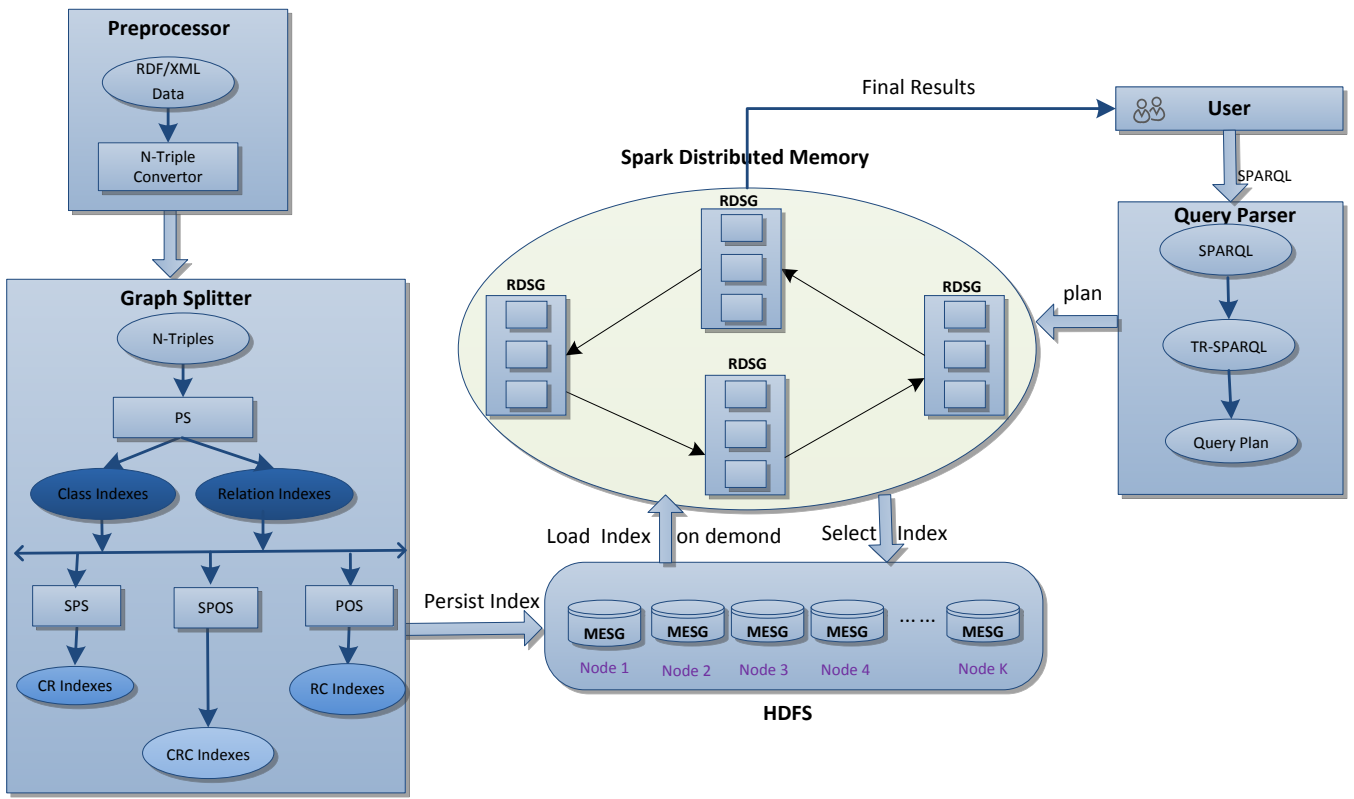 Preprocessor
RDF/XML
Data
N-Triple
Convertor
Graph Splitter
N-Triples
PS
Class Indexes
Relation Indexes
SPS
SPOS
POS
CR Indexes
RC Indexes
CRC Indexes
Persist Index
Final Results
Spark Distributed Memory
RDSG
RDSG
RDSG
RDSG
Load Index on demond
Select Index
MESG
MESG
MESG
MESG
......
MESG
Node 1
Node 2
Node 3
Node 4
Node K
HDFS
User
SPARQL
Query Parser
SPARQL
TR-SPARQL
Query Plan
plan